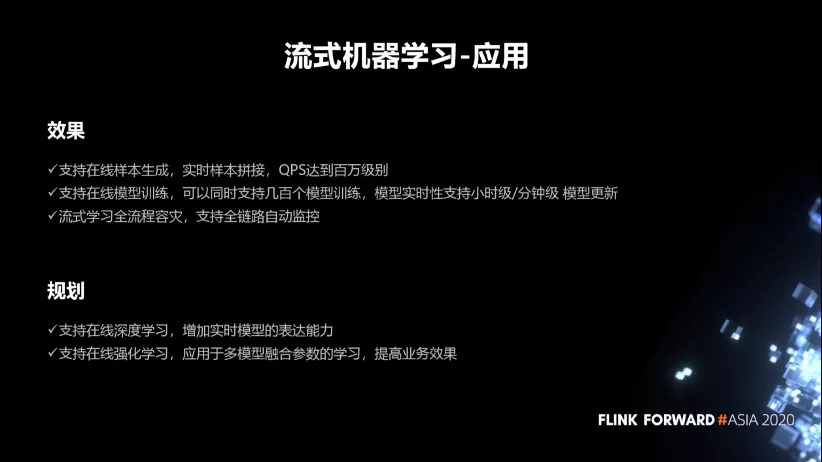 流式机器学习-应用
效果
✓支持在线样本生成，实时样本拼接，QPS达到百万级别
✓支持在线模型训练，可以同时支持几百个模型训练，模型实时性支持小时级/分钟级 模型更新
✓流式学习全流程容灾，支持全链路自动监控
规划
✓支持在线深度学习，增加实时模型的表达能力
✓支持在线强化学习，应用于多模型融合参数的学习，提高业务效果
FLINK FORWARD #ASIA 2020